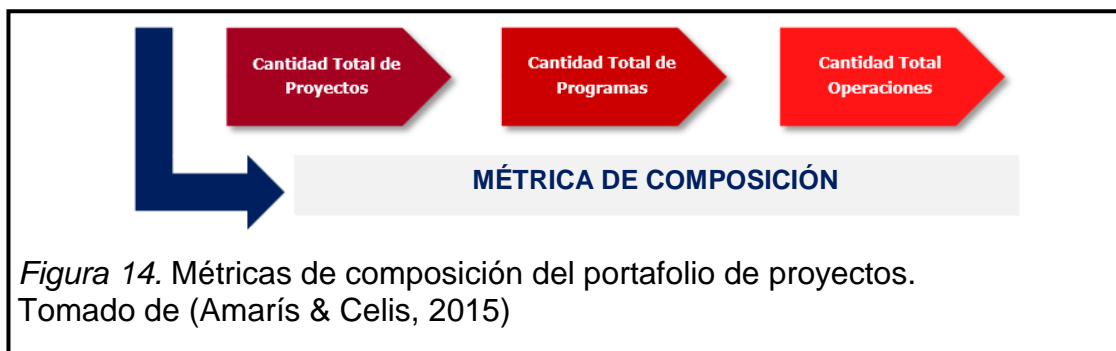 Cantidad Total de
Proyectos
Cantidad Total de
Programas
Cantidad Total
Operaciones
MÉTRICA DE COMPOSICIÓN
Figura 14. Métricas de composición del portafolio de proyectos.
Tomado de (Amarís & Celis, 2015)